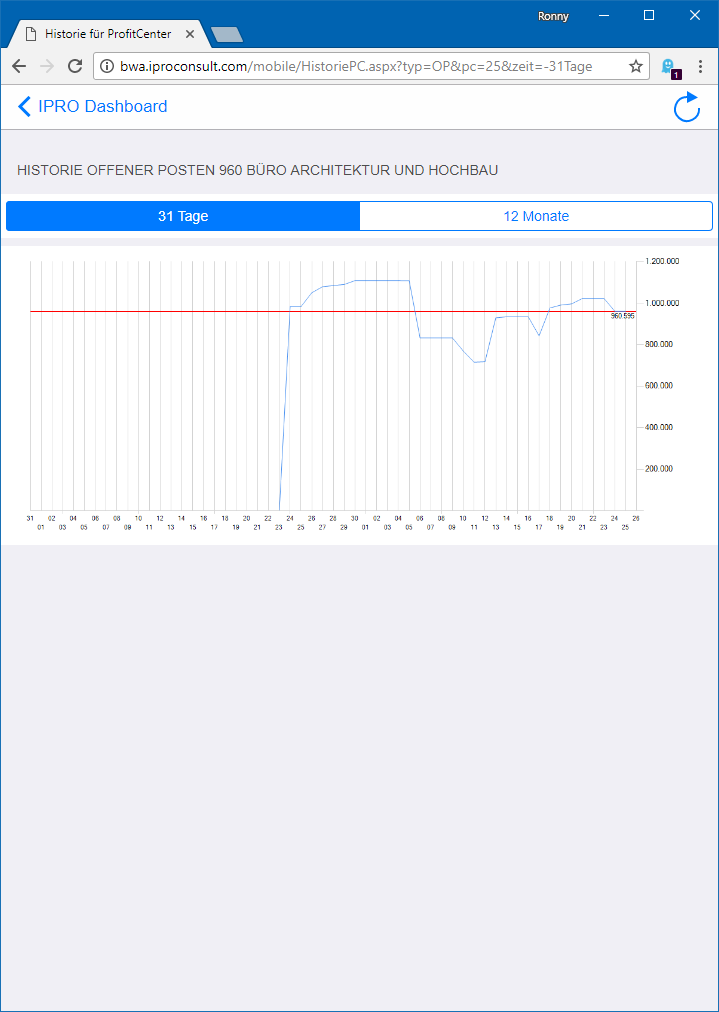 Ronny
Historie für ProfitCenter
bwa.iproconsult.com/mobile/HistoriePC.aspx?typ=OP&pc=25&zeit=-31Tage
1
IPRO Dashboard
HISTORIE OFFENER POSTEN 960 BÜRO ARCHITEKTUR UND HOCHBAU
31 Tage 12 Monate
1.200.000
1.000.000
960.595
800.000
600.000
400.000
200.000
31 02 04 06 08 10 12 14 16 18 20 22 24 26 28 30 02 04 06 08 10 12 14 16 18 20 22 24 26
01 03 05 07 09 11 13 15 17 19 21 23 25 27 29 01 03 05 07 09 11 13 15 17 19 21 23 25